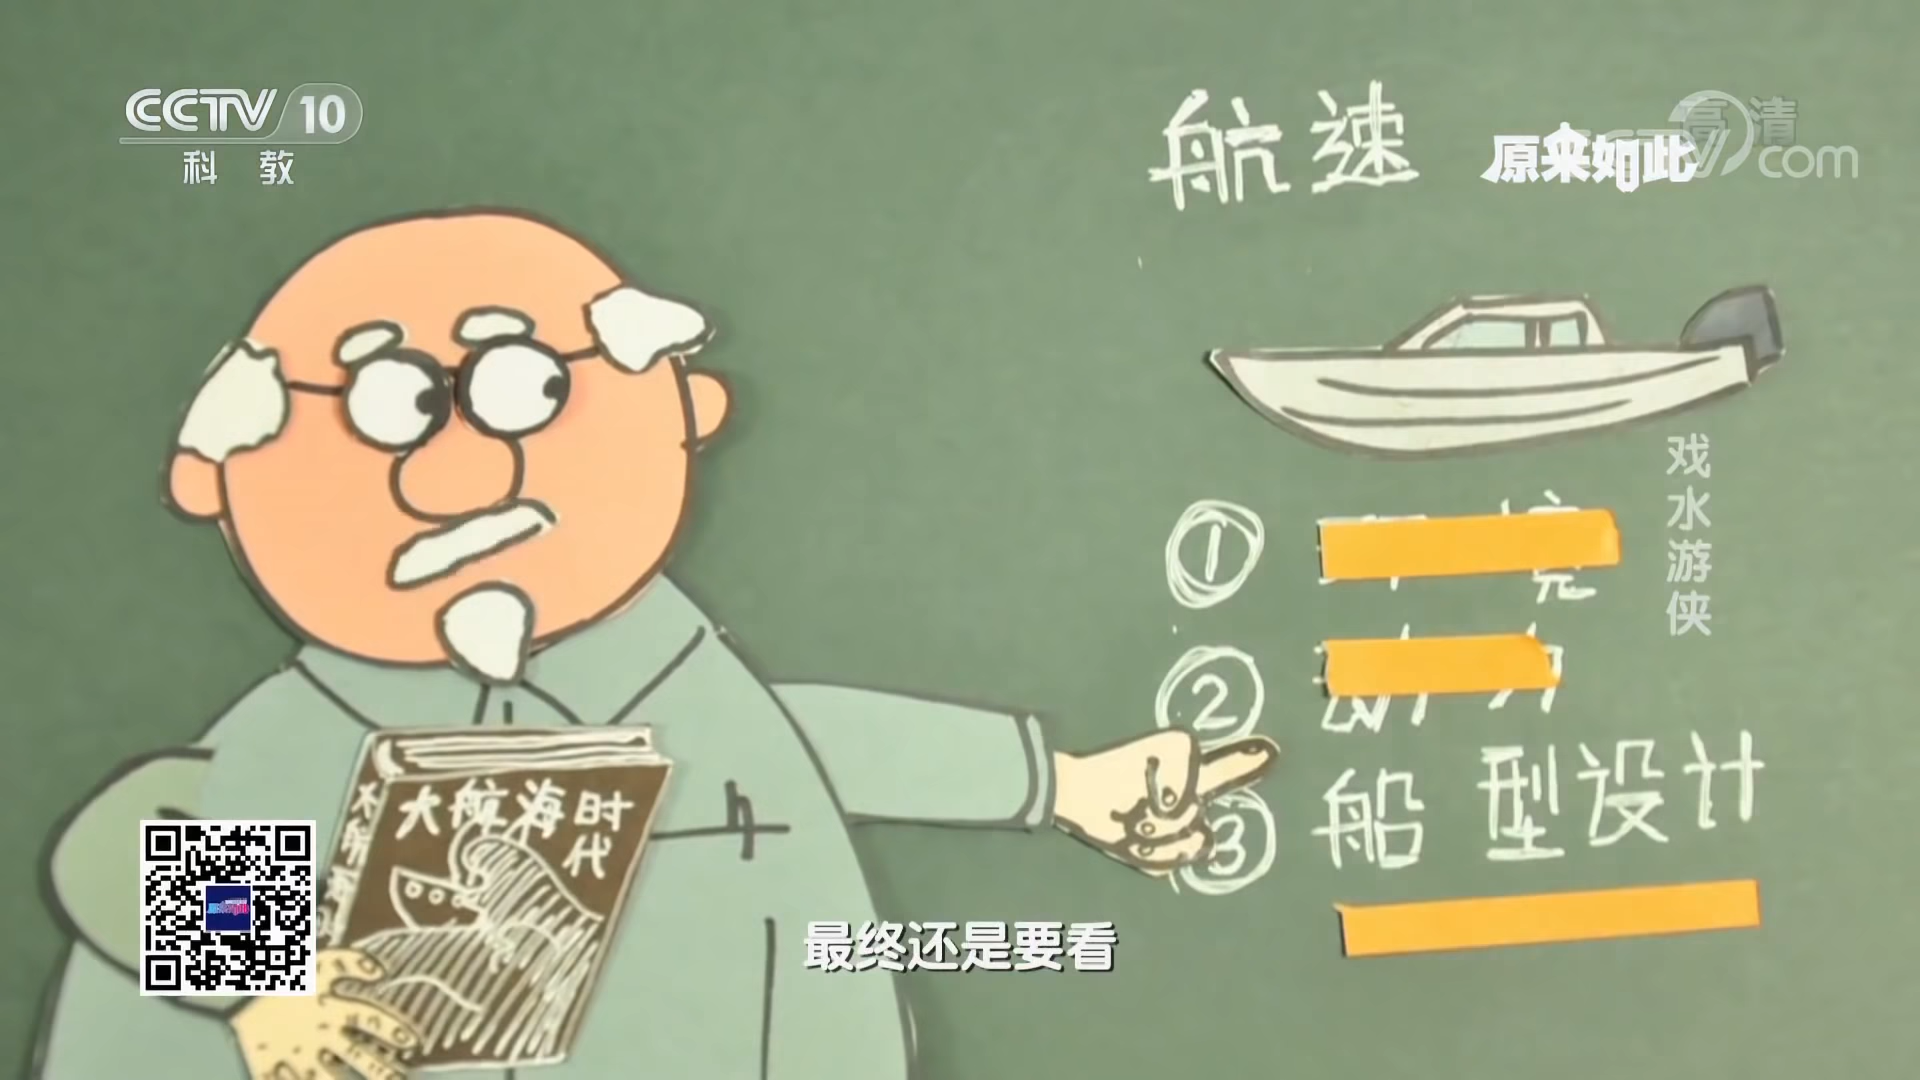 CCTV 10
科 教
高清
CCTV.com
原来如此
航速
戏水游侠
①
②
③ 船型设计
大航海时代
最终还是要看